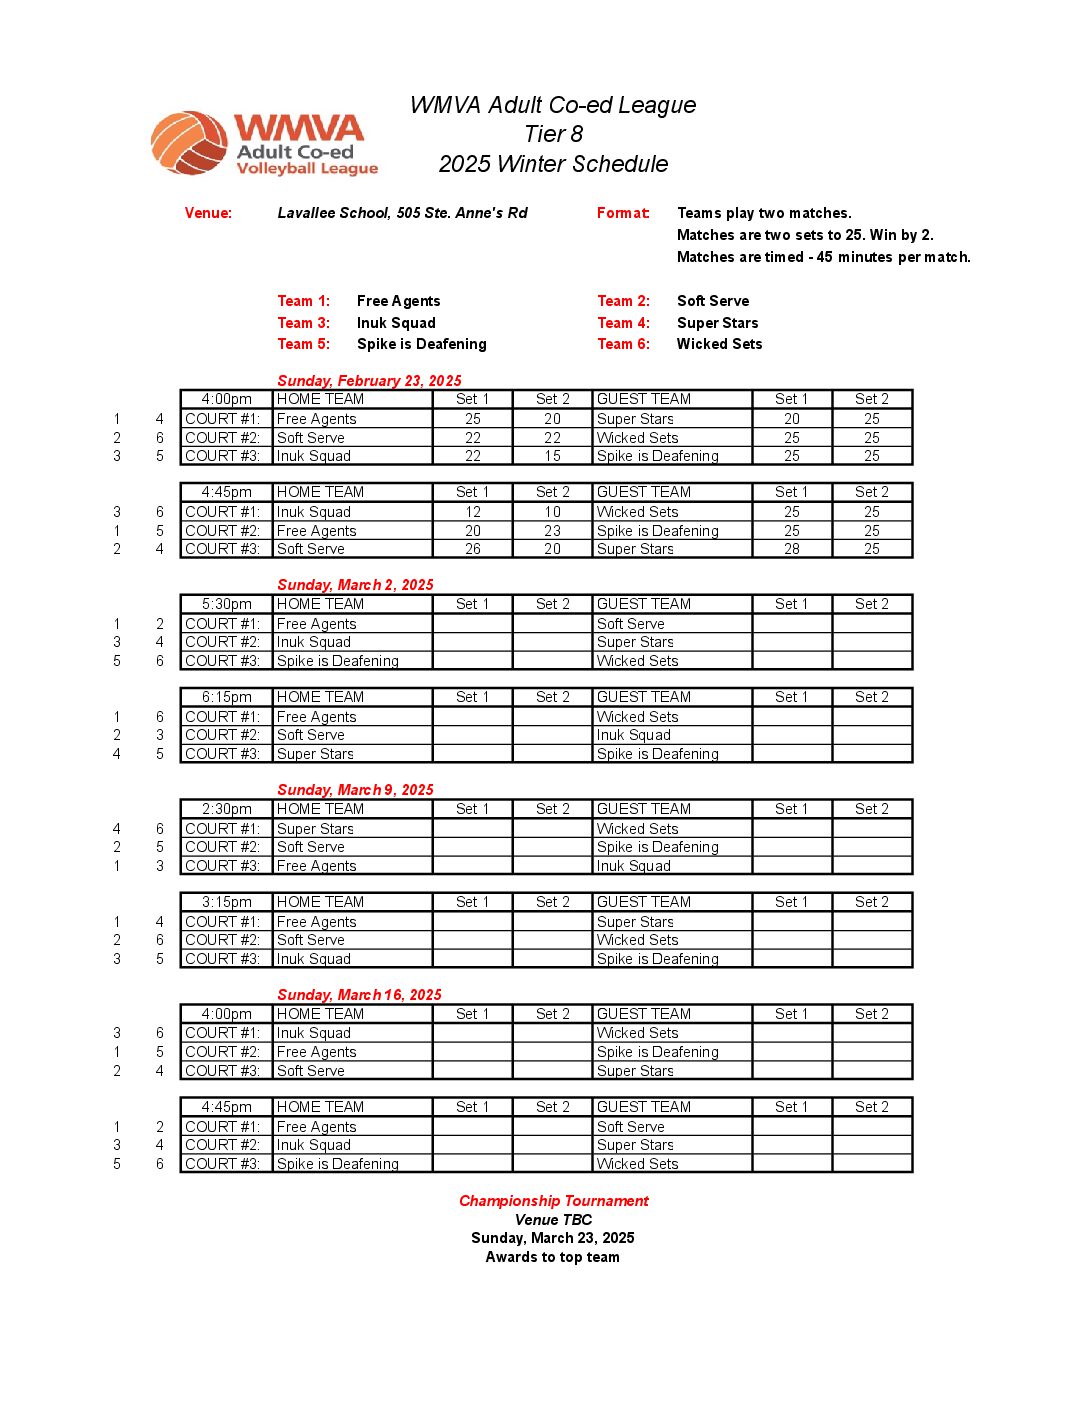 WMVA Adult Co-ed League
Tier 8
2025 Winter Schedule
WMVA
Adult Co-ed
Volleyball League
Venue: Lavallee School, 505 Ste. Anne's Rd Format: Teams play two matches.
Matches are two sets to 25. Win by 2.
Matches are timed - 45 minutes per match.
Team 1: Free Agents Team 2: Soft Serve
Team 3: Inuk Squad Team 4: Super Stars
Team 5: Spike is Deafening Team 6: Wicked Sets
Sunday, February 23, 2025
4:00pm HOME TEAM Set 1 Set 2 GUEST TEAM Set 1 Set 2
1 4 COURT #1: Free Agents 25 20 Super Stars 20 25
2 6 COURT #2: Soft Serve 22 22 Wicked Sets 25 25
3 5 COURT #3: Inuk Squad 22 15 Spike is Deafening 25 25
4:45pm HOME TEAM Set 1 Set 2 GUEST TEAM Set 1 Set 2
3 6 COURT #1: Inuk Squad 12 10 Wicked Sets 25 25
1 5 COURT #2: Free Agents 20 23 Spike is Deafening 25 25
2 4 COURT #3: Soft Serve 26 20 Super Stars 28 25
Sunday, March 2, 2025
5:30pm HOME TEAM Set 1 Set 2 GUEST TEAM Set 1 Set 2
1 2 COURT #1: Free Agents Soft Serve
3 4 COURT #2: Inuk Squad Super Stars
5 6 COURT #3: Spike is Deafening Wicked Sets
6:15pm HOME TEAM Set 1 Set 2 GUEST TEAM Set 1 Set 2
1 6 COURT #1: Free Agents Wicked Sets
2 3 COURT #2: Soft Serve Inuk Squad
4 5 COURT #3: Super Stars Spike is Deafening
Sunday, March 9, 2025
2:30pm HOME TEAM Set 1 Set 2 GUEST TEAM Set 1 Set 2
4 6 COURT #1: Super Stars Wicked Sets
2 5 COURT #2: Soft Serve Spike is Deafening
1 3 COURT #3: Free Agents Inuk Squad
3:15pm HOME TEAM Set 1 Set 2 GUEST TEAM Set 1 Set 2
1 4 COURT #1: Free Agents Super Stars
2 6 COURT #2: Soft Serve Wicked Sets
3 5 COURT #3: Inuk Squad Spike is Deafening
Sunday, March 16, 2025
4:00pm HOME TEAM Set 1 Set 2 GUEST TEAM Set 1 Set 2
3 6 COURT #1: Inuk Squad Wicked Sets
1 5 COURT #2: Free Agents Spike is Deafening
2 4 COURT #3: Soft Serve Super Stars
4:45pm HOME TEAM Set 1 Set 2 GUEST TEAM Set 1 Set 2
1 2 COURT #1: Free Agents Soft Serve
3 4 COURT #2: Inuk Squad Super Stars
5 6 COURT #3: Spike is Deafening Wicked Sets
Championship Tournament
Venue TBC
Sunday, March 23, 2025
Awards to top team